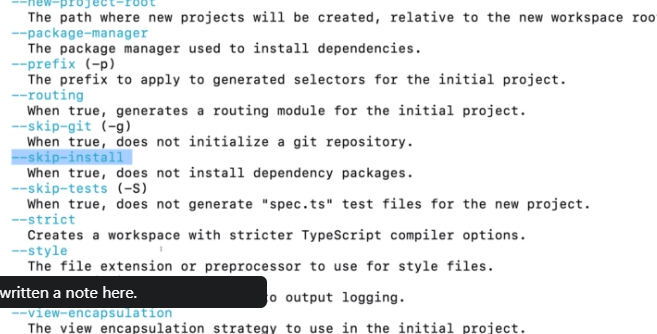 --new-project-root
The path where new projects will be created, relative to the new workspace roo
--package-manager
The package manager used to install dependencies.
--prefix (-p)
The prefix to apply to generated selectors for the initial project.
--routing
When true, generates a routing module for the initial project.
--skip-git (-g)
When true, does not initialize a git repository.
--skip-install
When true, does not install dependency packages.
--skip-tests (-S)
When true, does not generate "spec.ts" test files for the new project.
--strict
Creates a workspace with stricter TypeScript compiler options.
--style
The file extension or preprocessor to use for style files.
written a note here.
to output logging.
--view-encapsulation
The view encapsulation strategy to use in the initial project.